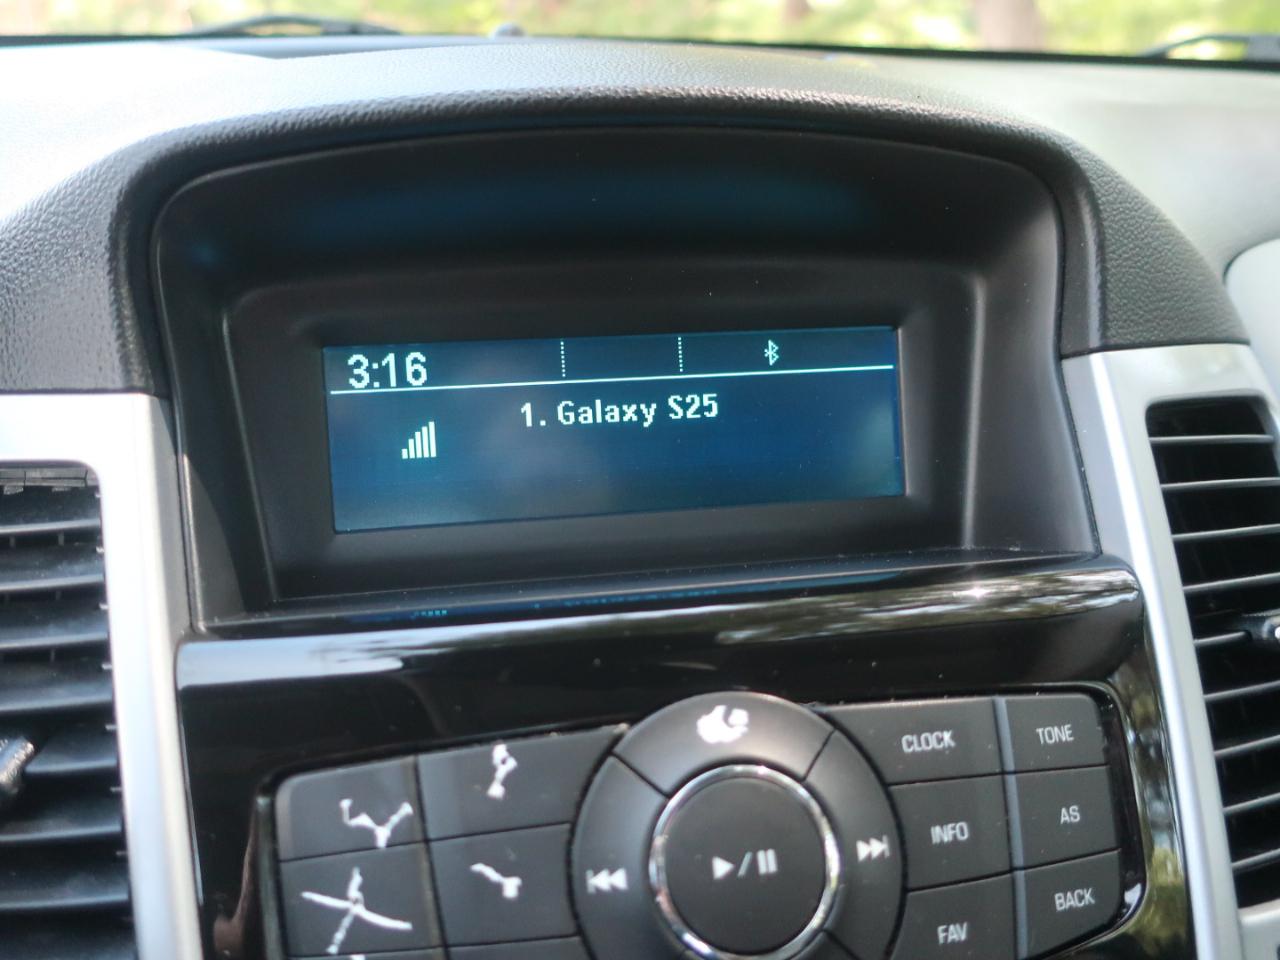 3:16
1. Galaxy S25
CLOCK
TONE
INFO
AS
FAV
BACK